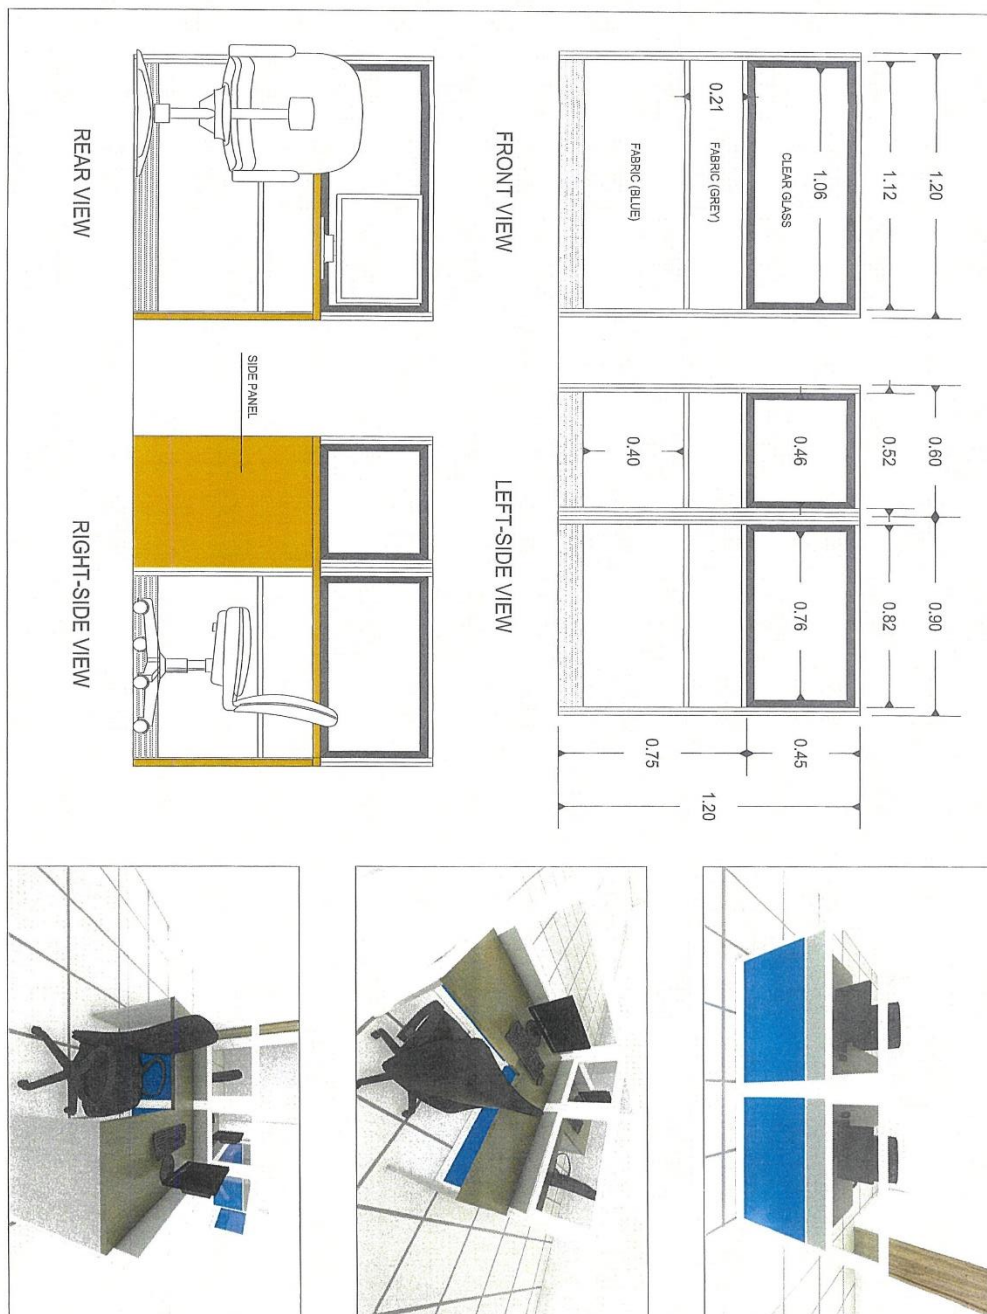 1.20
1.12
1.06
CLEAR GLASS
0.21
FABRIC (GREY)
FABRIC (BLUE)
FRONT VIEW
0.60
0.90
0.52
0.82
0.46
0.76
0.40
0.45
0.75
1.20
LEFT-SIDE VIEW
REAR VIEW
SIDE PANEL
RIGHT-SIDE VIEW